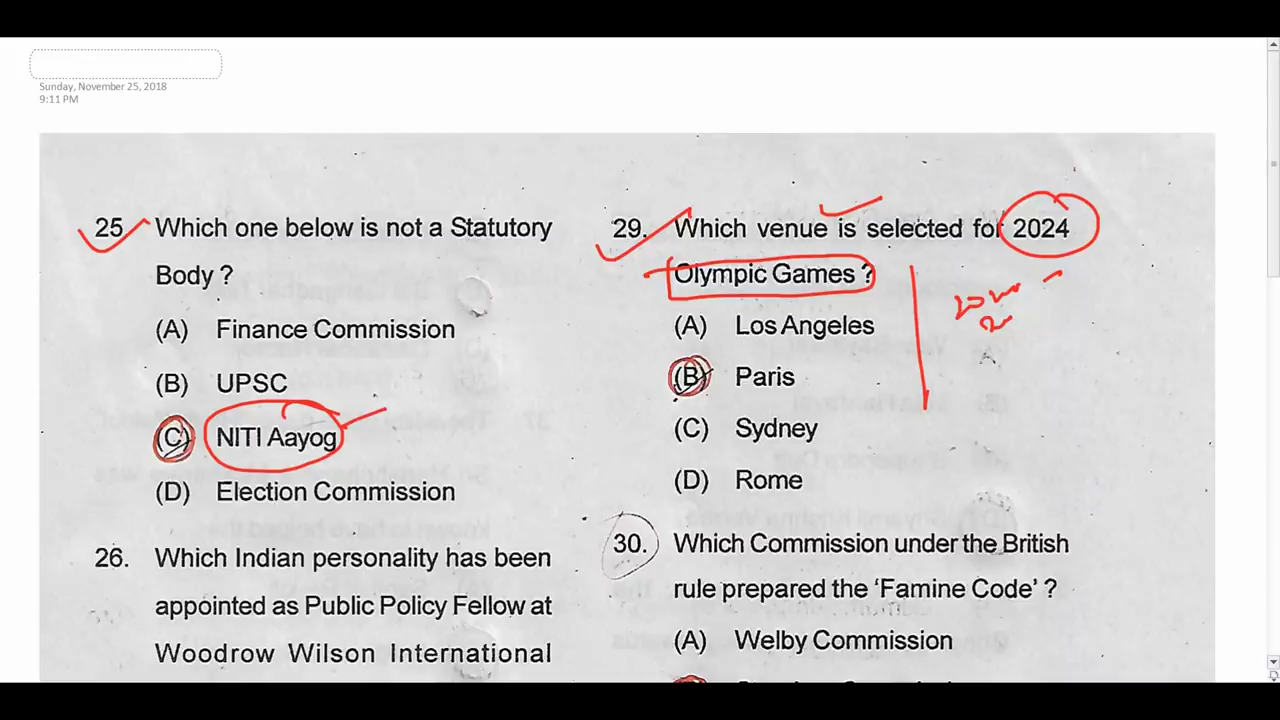 Sunday, November 25, 2018
9:11 PM
25. Which one below is not a Statutory
Body ?
(A) Finance Commission
(B) UPSC
(C) NITI Aayog
(D) Election Commission
26. Which Indian personality has been
appointed as Public Policy Fellow at
Woodrow Wilson International
29. Which venue is selected for 2024
Olympic Games ?
(A) Los Angeles
(B) Paris
(C) Sydney
(D) Rome
30. Which Commission under the British
rule prepared the ‘Famine Code’ ?
(A) Welby Commission